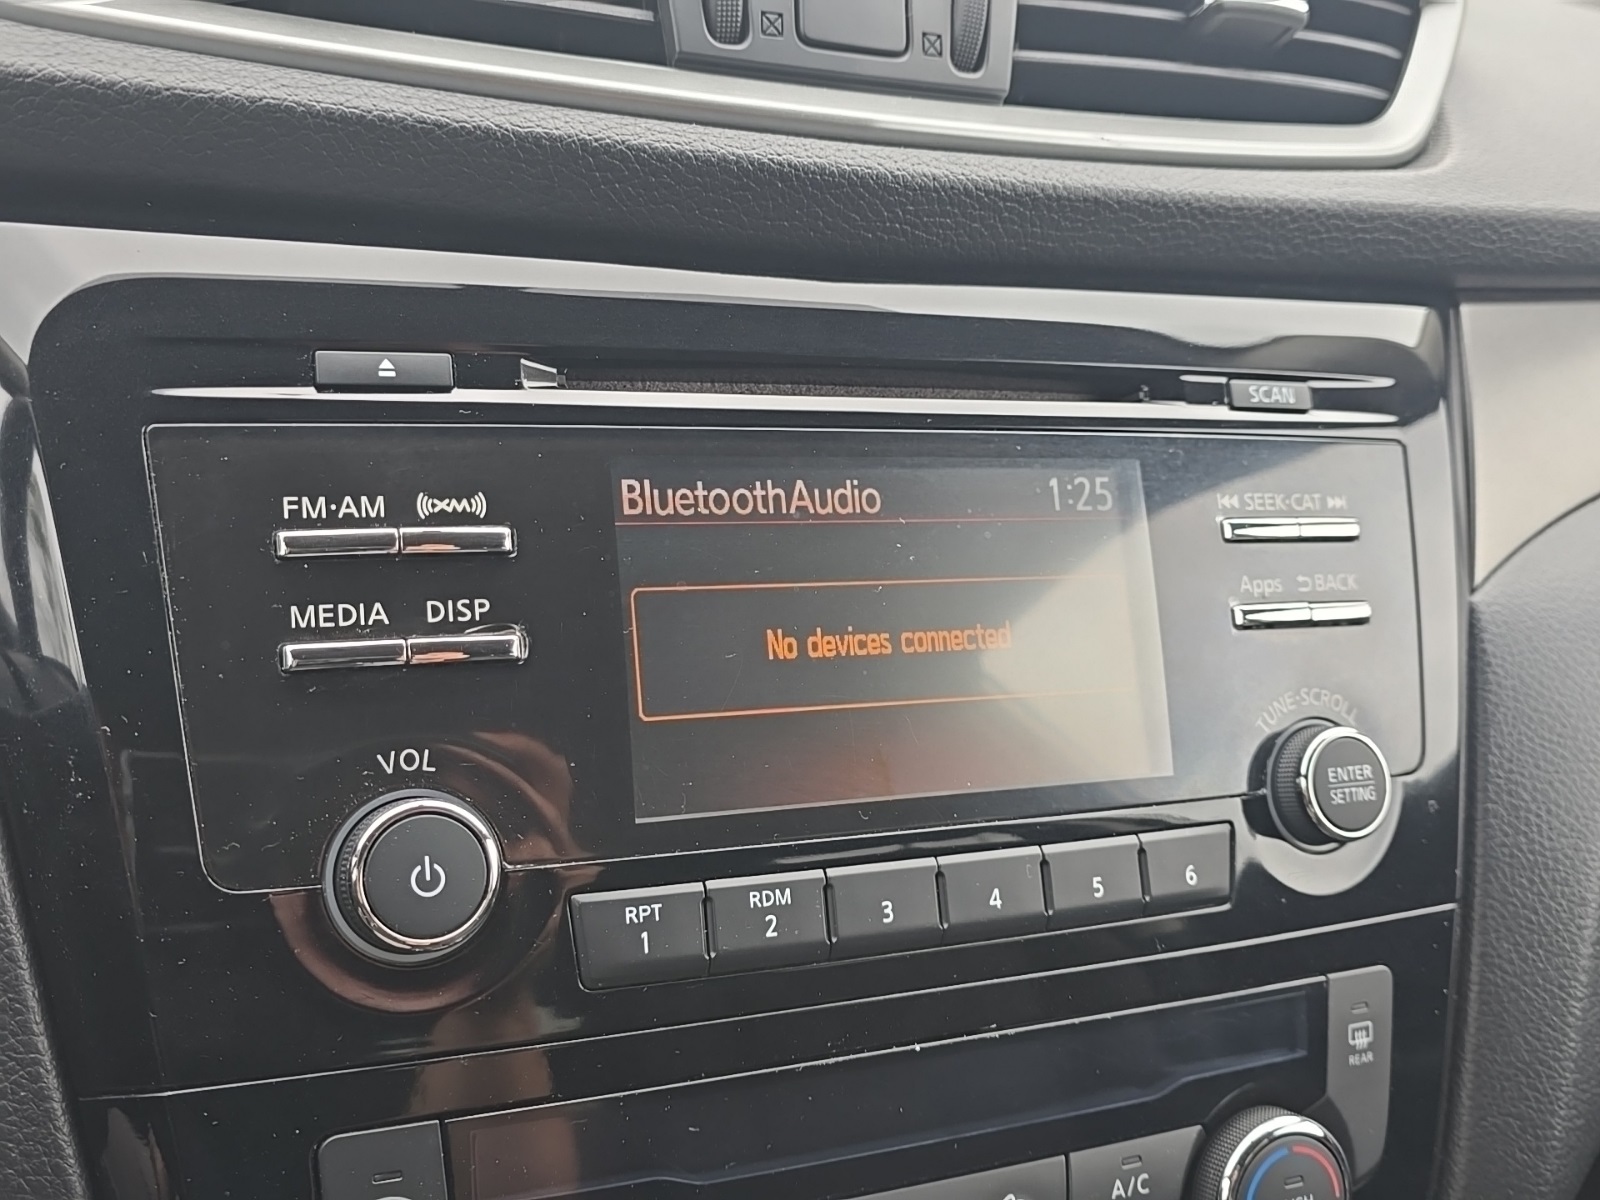 SCAN
FM·AM (((XM)))
BluetoothAudio 1:25
SEEK·CAT
MEDIA DISP
Apps BACK
No devices connected
TUNE·SCROLL
VOL
ENTER
SETTING
RPT
1
RDM
2
3
4
5
6
REAR
A/C